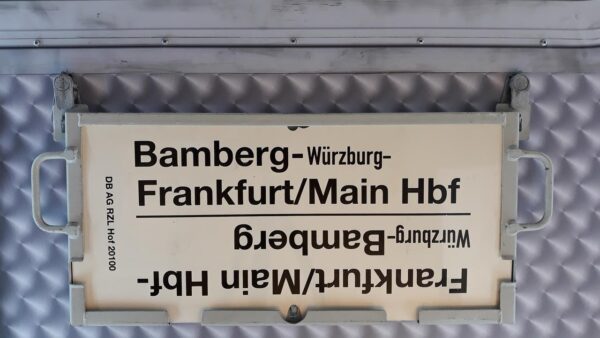 Bamberg-Würzburg-
Frankfurt/Main Hbf
Frankfurt/Main Hbf-
Würzburg-Bamberg
DB AG RZL Hof 20100